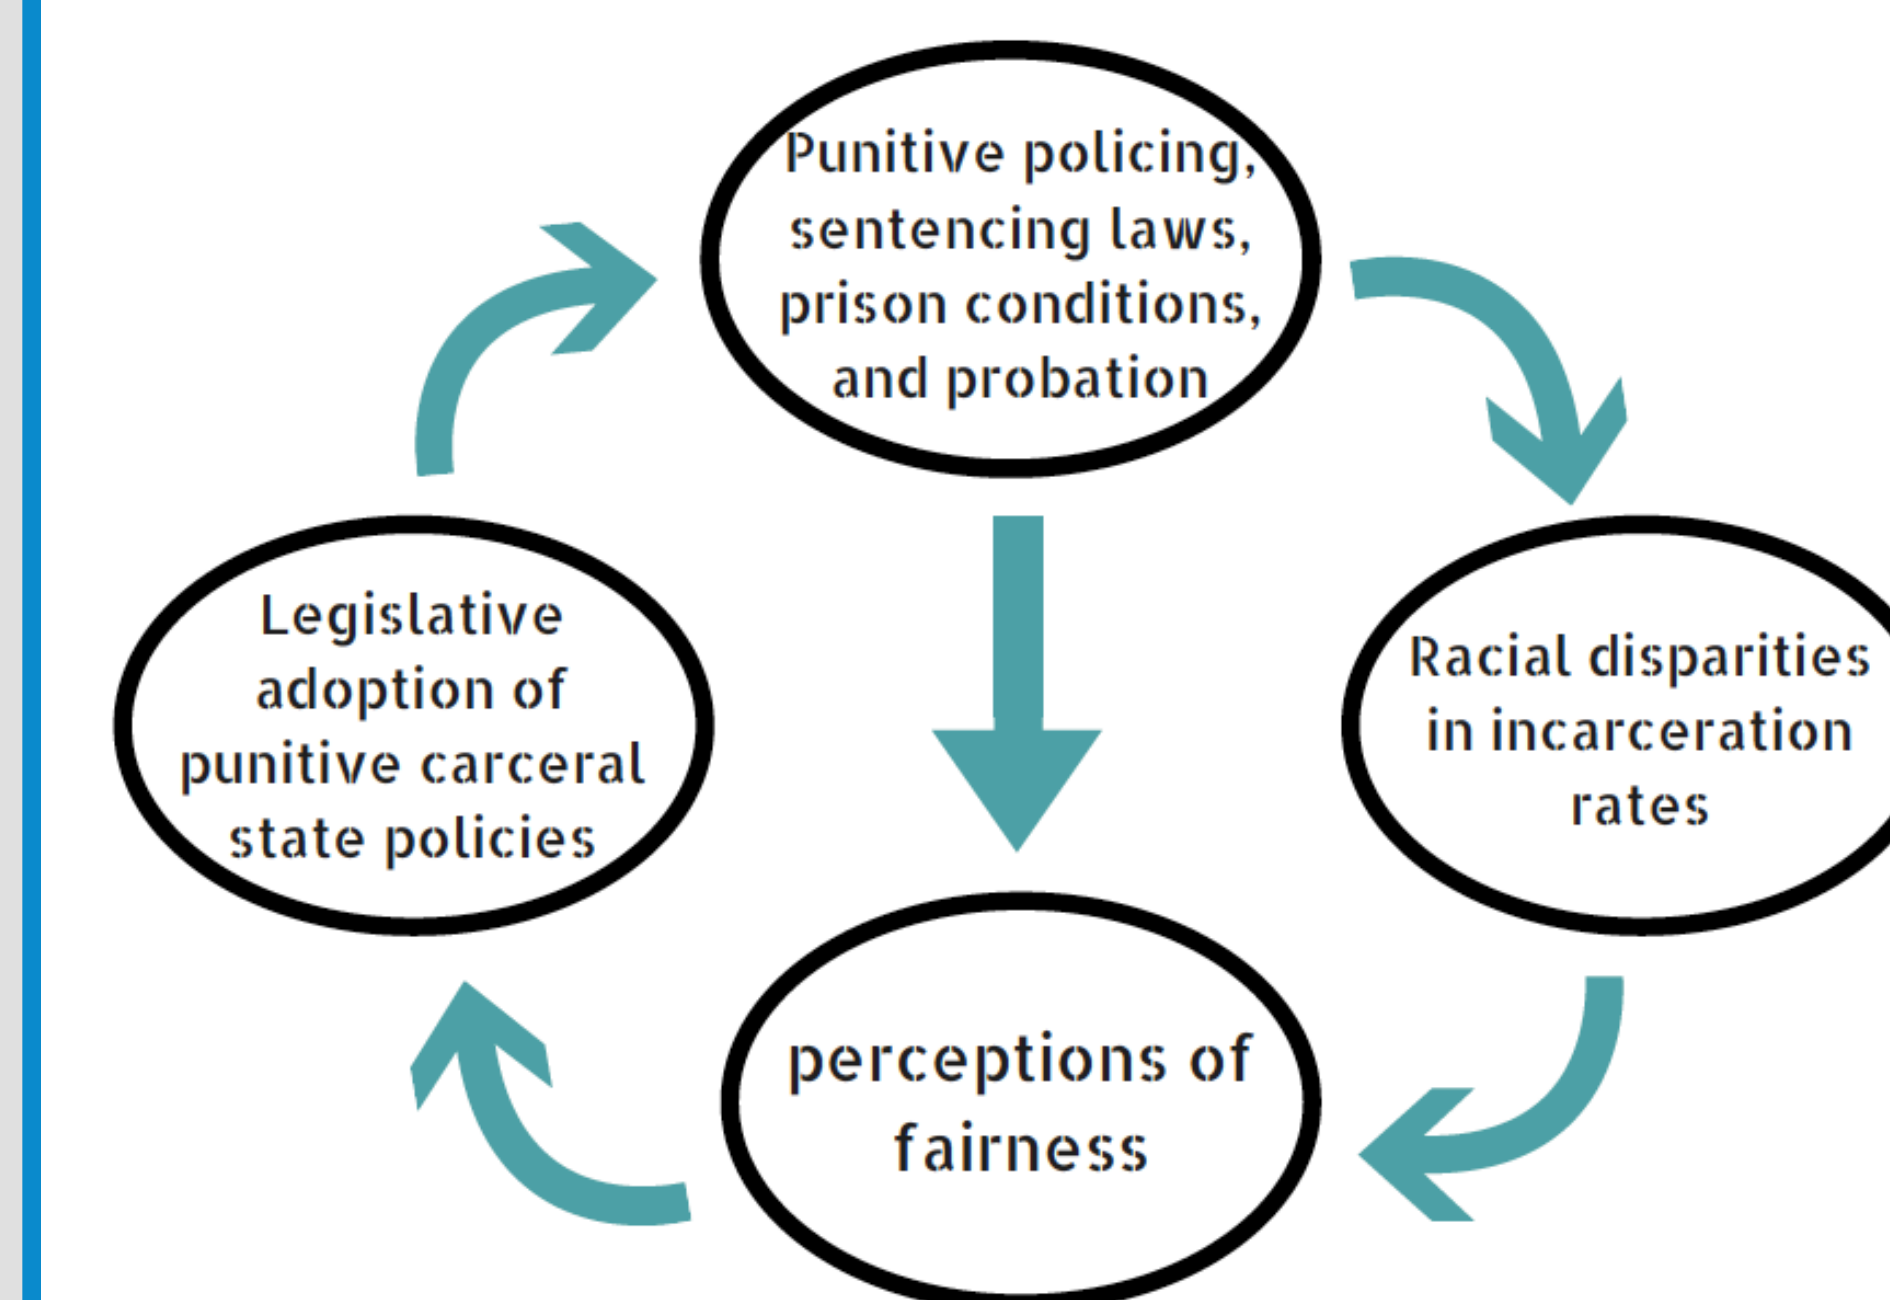 Punitive policing,
sentencing laws,
prison conditions,
and probation
Legislative
adoption of
punitive carceral
state policies
Racial disparities
in incarceration
rates
perceptions of
fairness